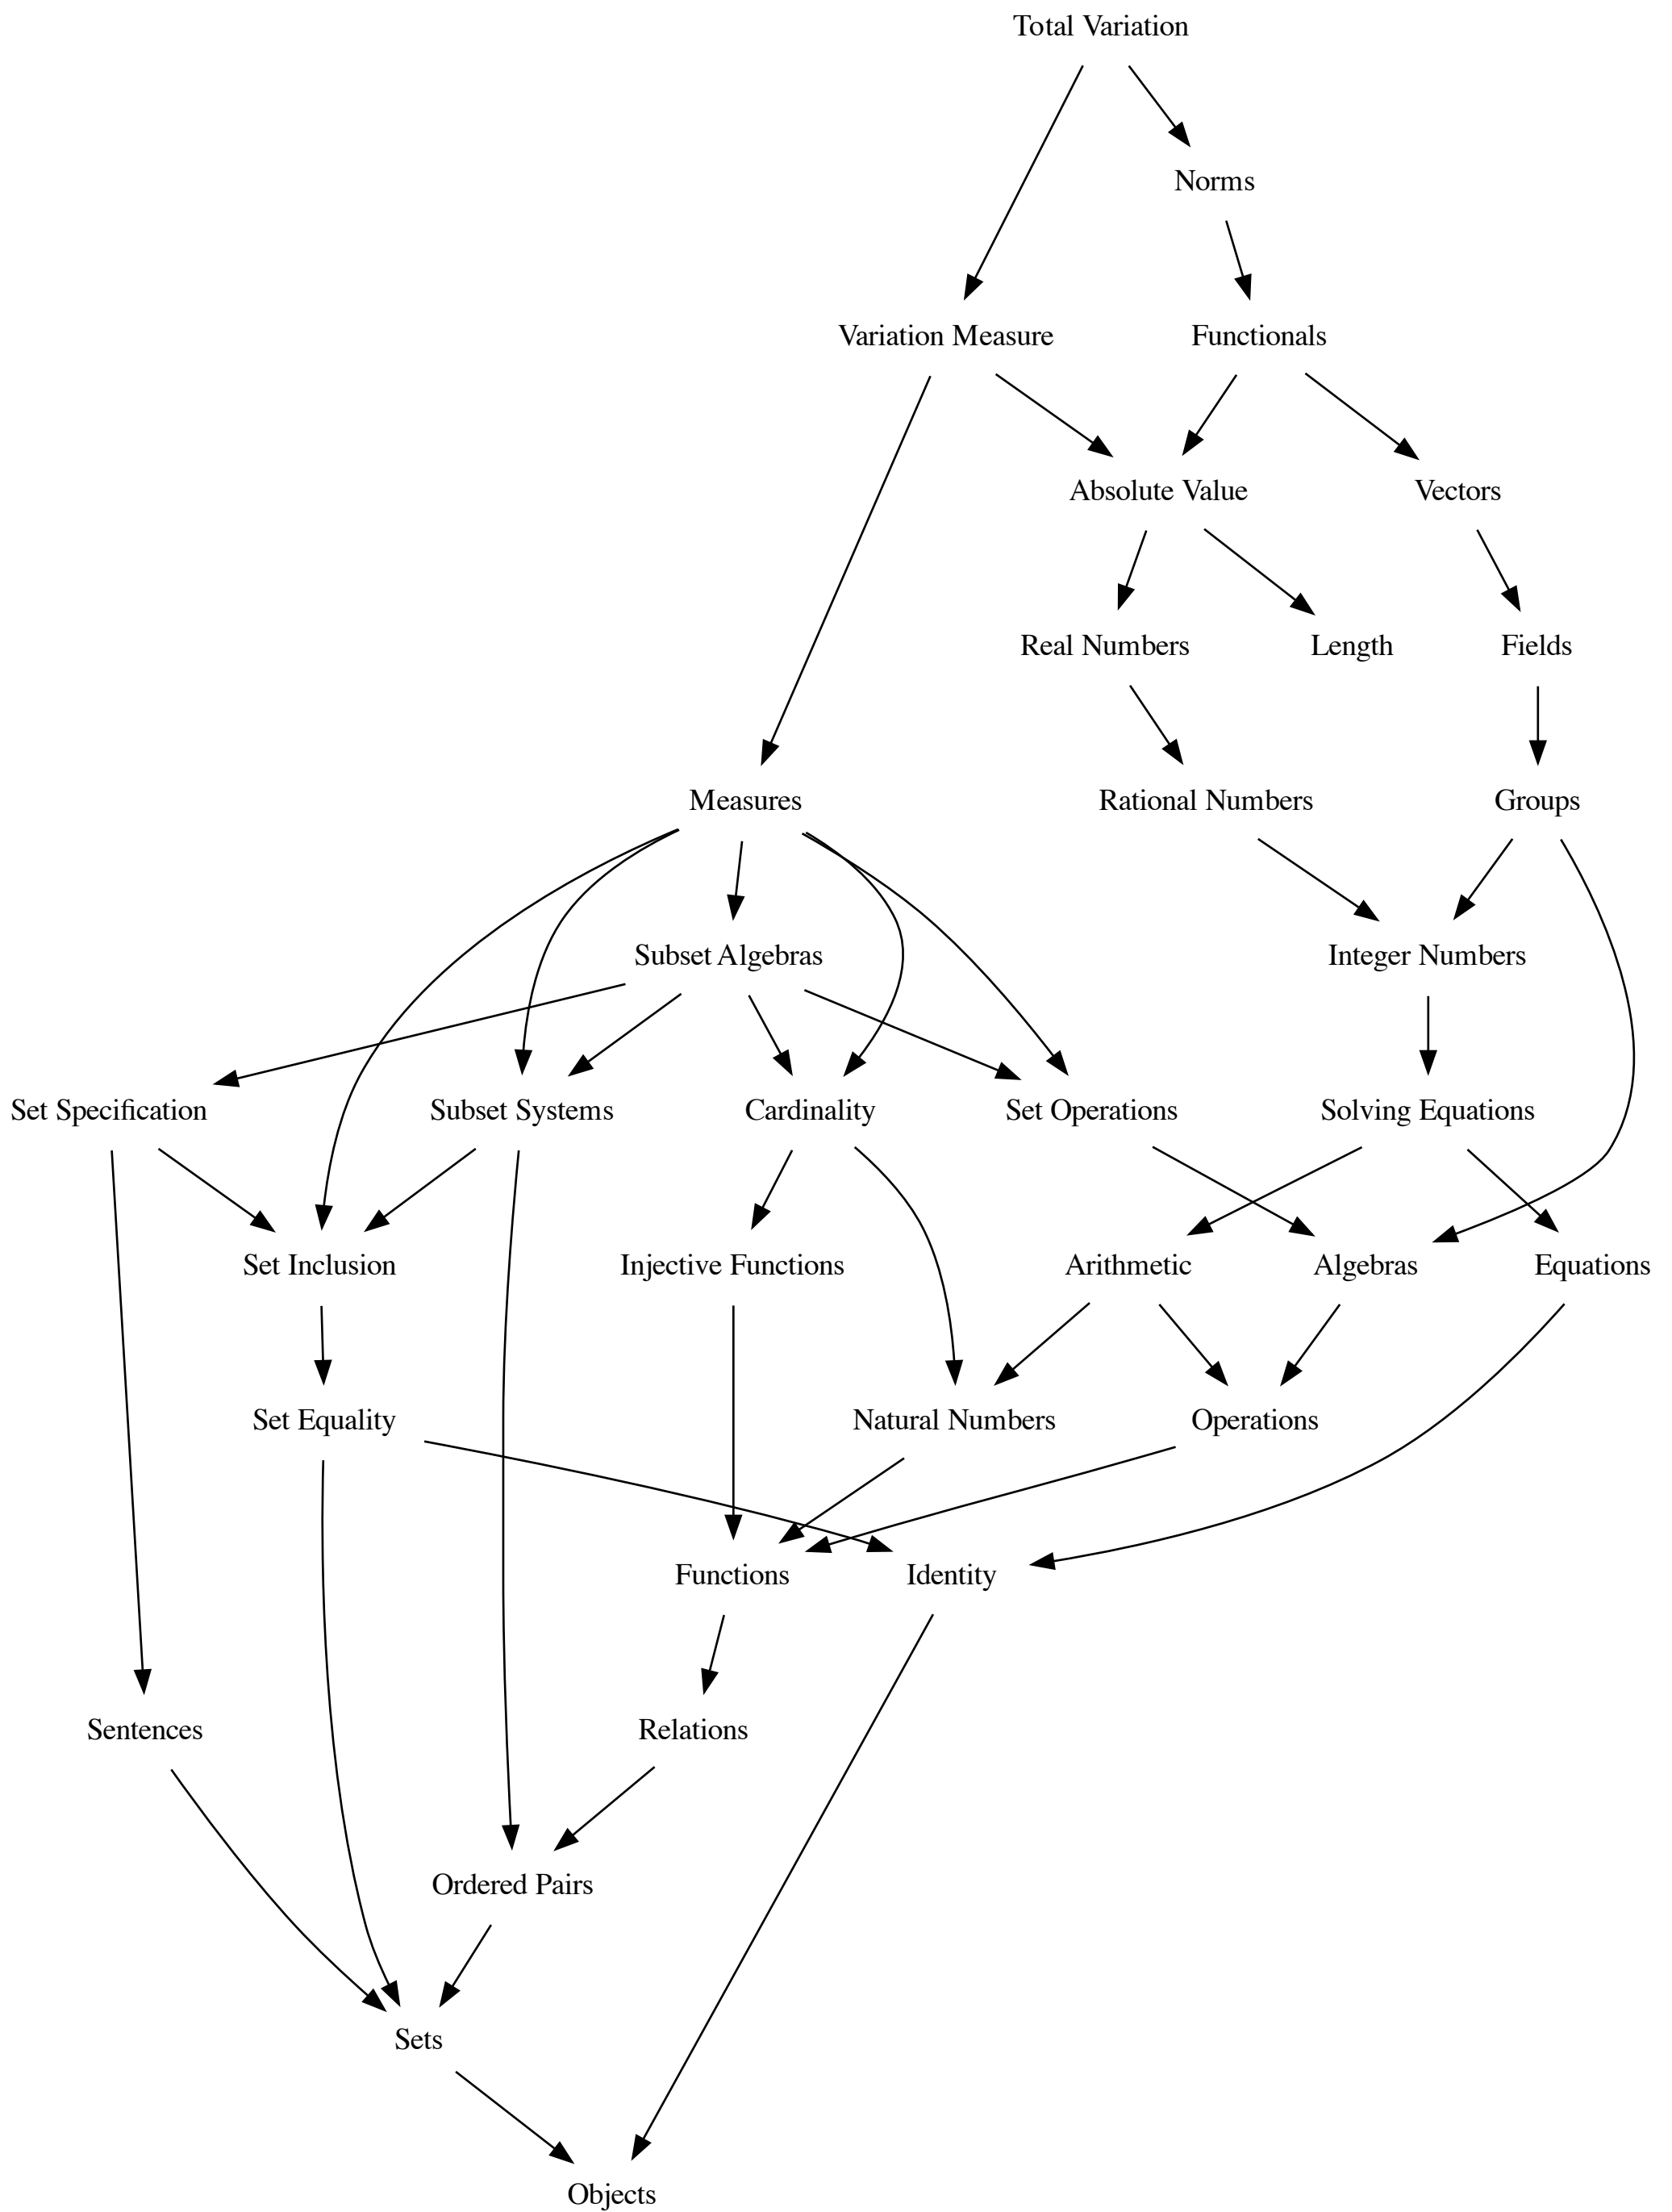 Total Variation
Norms
Variation Measure
Functionals
Absolute Value
Vectors
Real Numbers
Length
Fields
Measures
Rational Numbers
Groups
Subset Algebras
Integer Numbers
Set Specification
Subset Systems
Cardinality
Set Operations
Solving Equations
Set Inclusion
Injective Functions
Arithmetic
Algebras
Equations
Set Equality
Natural Numbers
Operations
Functions
Identity
Sentences
Relations
Ordered Pairs
Sets
Objects